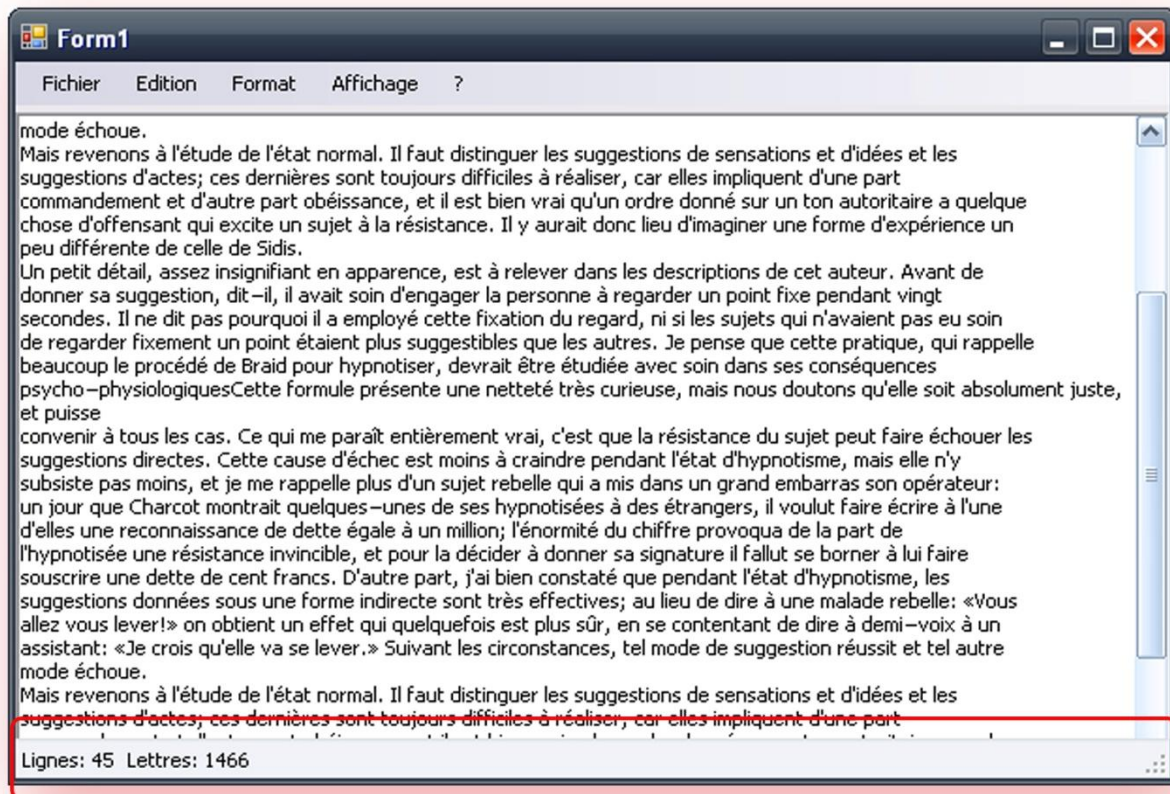 Form1
Fichier Edition Format Affichage ?
mode échoue.
Mais revenons à l'étude de l'état normal. Il faut distinguer les suggestions de sensations et d'idées et les
suggestions d'actes; ces dernières sont toujours difficiles à réaliser, car elles impliquent d'une part
commandement et d'autre part obéissance, et il est bien vrai qu'un ordre donné sur un ton autoritaire a quelque
chose d'offensant qui excite un sujet à la résistance. Il y aurait donc lieu d'imaginer une forme d'expérience un
peu différente de celle de Sidis.
Un petit détail, assez insignifiant en apparence, est à relever dans les descriptions de cet auteur. Avant de
donner sa suggestion, dit−il, il avait soin d'engager la personne à regarder un point fixe pendant vingt
secondes. Il ne dit pas pourquoi il a employé cette fixation du regard, ni si les sujets qui n'avaient pas eu soin
de regarder fixement un point étaient plus suggestibles que les autres. Je pense que cette pratique, qui rappelle
beaucoup le procédé de Braid pour hypnotiser, devrait être étudiée avec soin dans ses conséquences
psycho−physiologiquesCette formule présente une netteté très curieuse, mais nous doutons qu'elle soit absolument juste,
et puisse
convenir à tous les cas. Ce qui me paraît entièrement vrai, c'est que la résistance du sujet peut faire échouer les
suggestions directes. Cette cause d'échec est moins à craindre pendant l'état d'hypnotisme, mais elle n'y
subsiste pas moins, et je me rappelle plus d'un sujet rebelle qui a mis dans un grand embarras son opérateur:
un jour que Charcot montrait quelques−unes de ses hypnotisées à des étrangers, il voulut faire écrire à l'une
d'elles une reconnaissance de dette égale à un million; l'énormité du chiffre provoqua de la part de
l'hypnotisée une résistance invincible, et pour la décider à donner sa signature il fallut se borner à lui faire
souscrire une dette de cent francs. D'autre part, j'ai bien constaté que pendant l'état d'hypnotisme, les
suggestions données sous une forme indirecte sont très effectives; au lieu de dire à une malade rebelle: «Vous
allez vous lever!» on obtient un effet qui quelquefois est plus sûr, en se contentant de dire à demi−voix à un
assistant: «Je crois qu'elle va se lever.» Suivant les circonstances, tel mode de suggestion réussit et tel autre
mode échoue.
Mais revenons à l'étude de l'état normal. Il faut distinguer les suggestions de sensations et d'idées et les
suggestions d'actes; ces dernières sont toujours difficiles à réaliser, car elles impliquent d'une part
Lignes: 45 Lettres: 1466